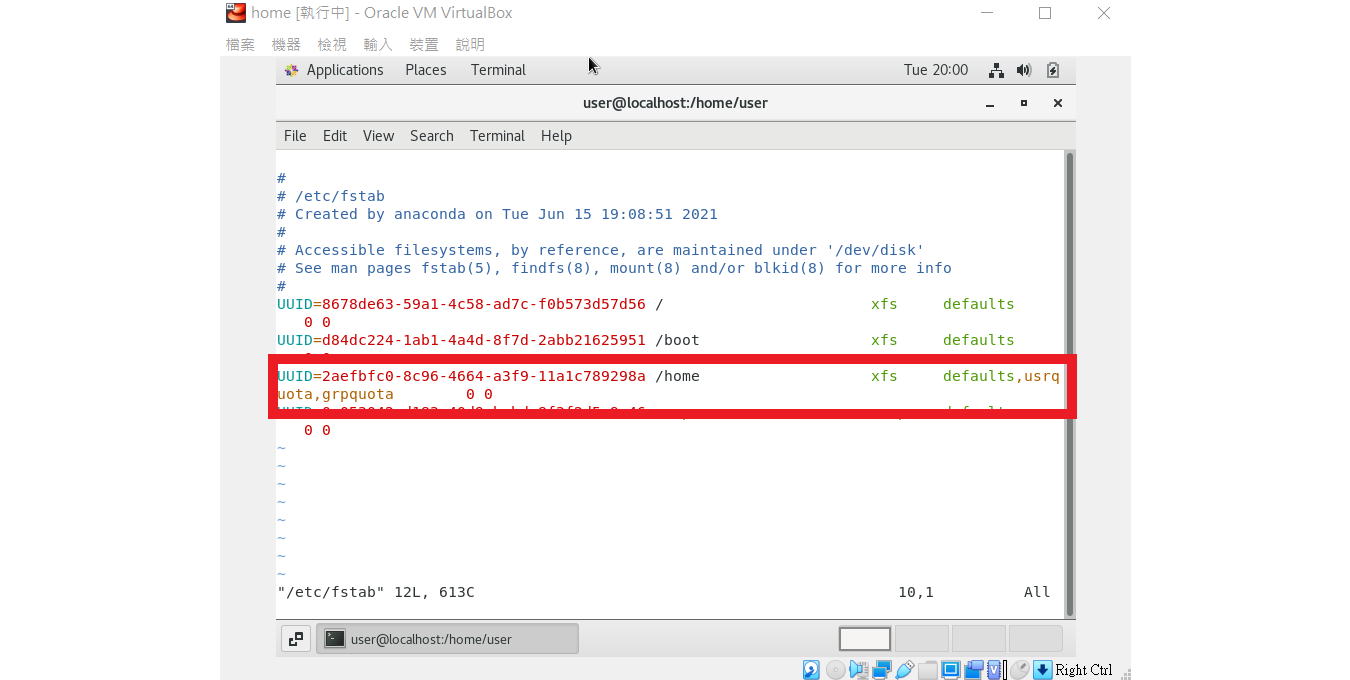 home [執行中] - Oracle VM VirtualBox
檔案 機器 檢視 輸入 裝置 說明
Applications Places Terminal Tue 20:00
user@localhost:/home/user
File Edit View Search Terminal Help
#
# /etc/fstab
# Created by anaconda on Tue Jun 15 19:08:51 2021
#
# Accessible filesystems, by reference, are maintained under '/dev/disk'
# See man pages fstab(5), findfs(8), mount(8) and/or blkid(8) for more info
#
UUID=8678de63-59a1-4c58-ad7c-f0b573d57d56 / xfs defaults
0 0
UUID=d84dc224-1ab1-4a4d-8f7d-2abb21625951 /boot xfs defaults
UUID=2aefbfc0-8c96-4664-a3f9-11a1c789298a /home xfs defaults,usrq
uota,grpquota 0 0
0 0
~
~
~
~
~
~
~
~
"/etc/fstab" 12L, 613C 10,1 All
user@localhost:/home/user
Right Ctrl